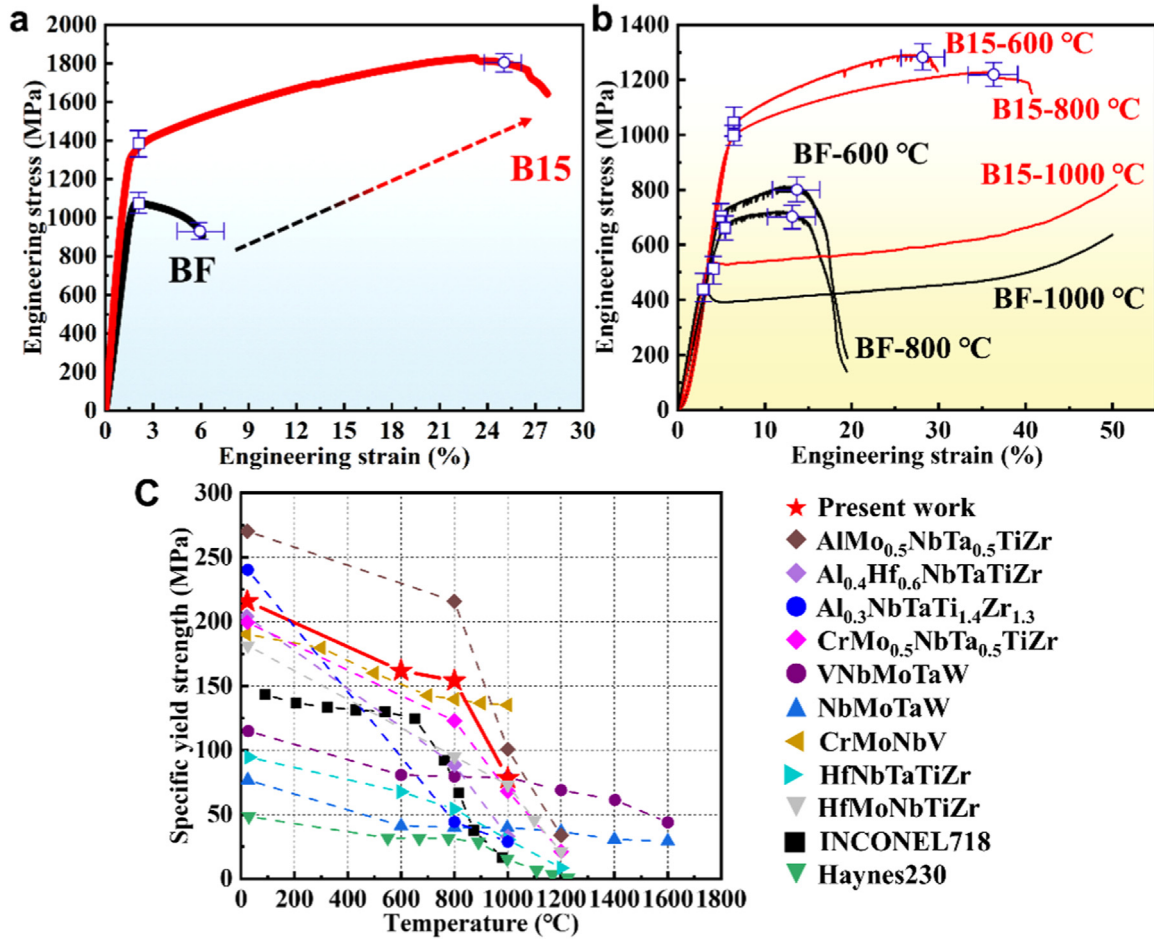 a
Engineering stress (MPa)
2000
1800
1600
1400
1200
1000
800
600
400
200
0
0 3 6 9 12 15 18 21 24 27 30
Engineering strain (%)
BF
B15
b
Engineering stress (MPa)
1400
1200
1000
800
600
400
200
0
0 10 20 30 40 50
Engineering strain (%)
B15-600 °C
B15-800 °C
BF-600 °C
B15-1000 °C
BF-1000 °C
BF-800 °C
C
Specific yield strength (MPa)
300
250
200
150
100
50
0
0 200 400 600 800 1000 1200 1400 1600 1800
Temperature (°C)
Present work
AlMo₀.₅NbTa₀.₅TiZr
Al₀.₄Hf₀.₆NbTaTiZr
Al₀.₃NbTaTi₁.₄Zr₁.₃
CrMo₀.₅NbTa₀.₅TiZr
VNbMoTaW
NbMoTaW
CrMoNbV
HfNbTaTiZr
HfMoNbTiZr
INCONEL718
Haynes230